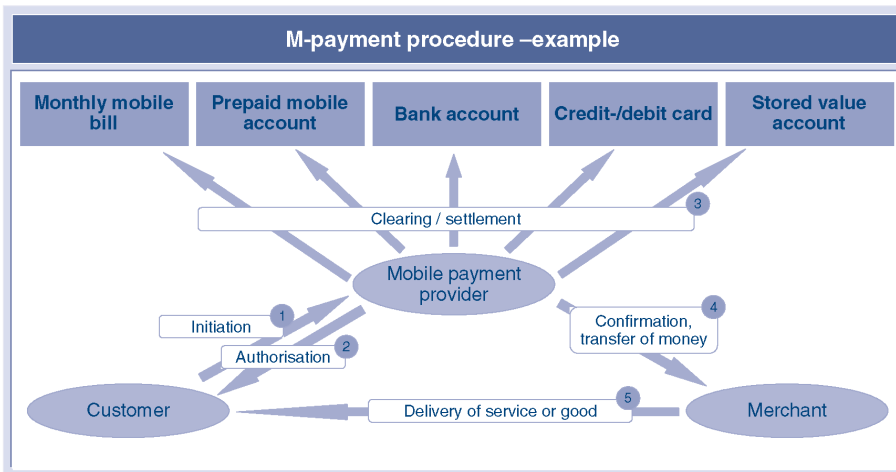 M-payment procedure –example
Monthly mobile
bill
Prepaid mobile
account
Bank account
Credit-/debit card
Stored value
account
3
Clearing / settlement
Mobile payment
provider
1
Initiation
2
Authorisation
4
Confirmation,
transfer of money
Customer
5
Delivery of service or good
Merchant